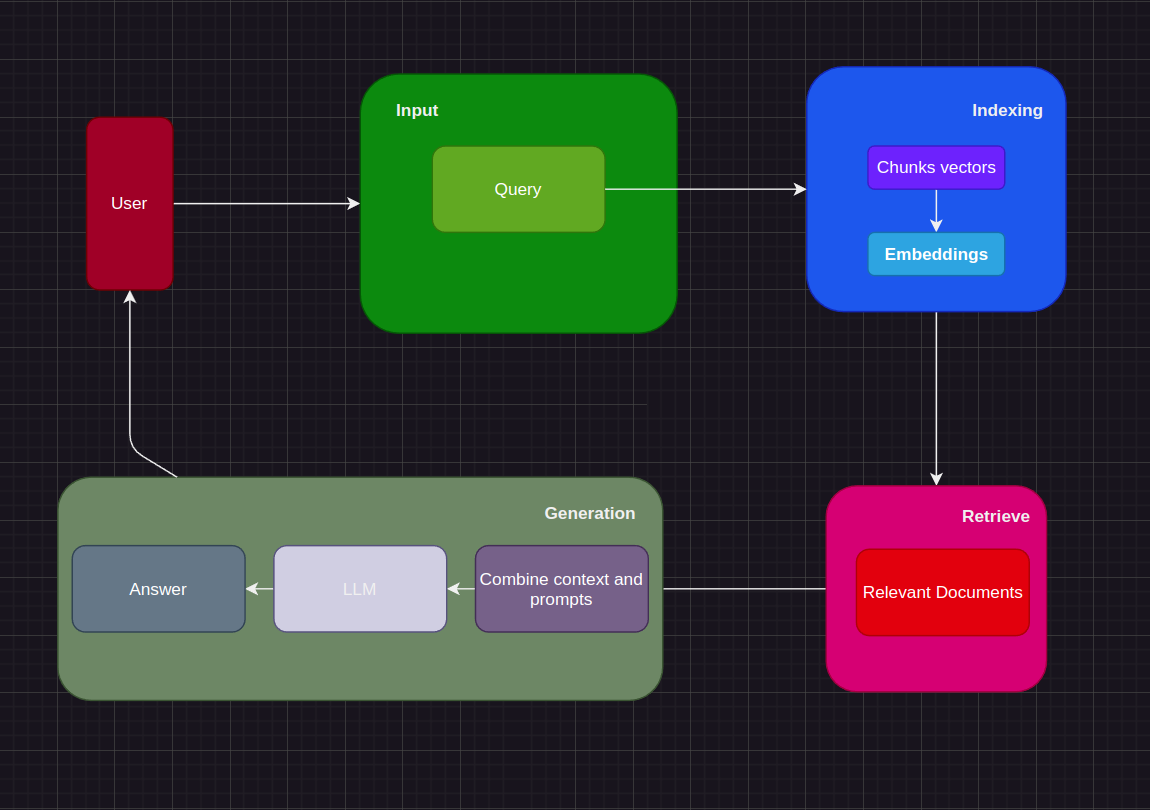 User
Input
Query
Indexing
Chunks vectors
Embeddings
Retrieve
Relevant Documents
Generation
Combine context and
prompts
LLM
Answer